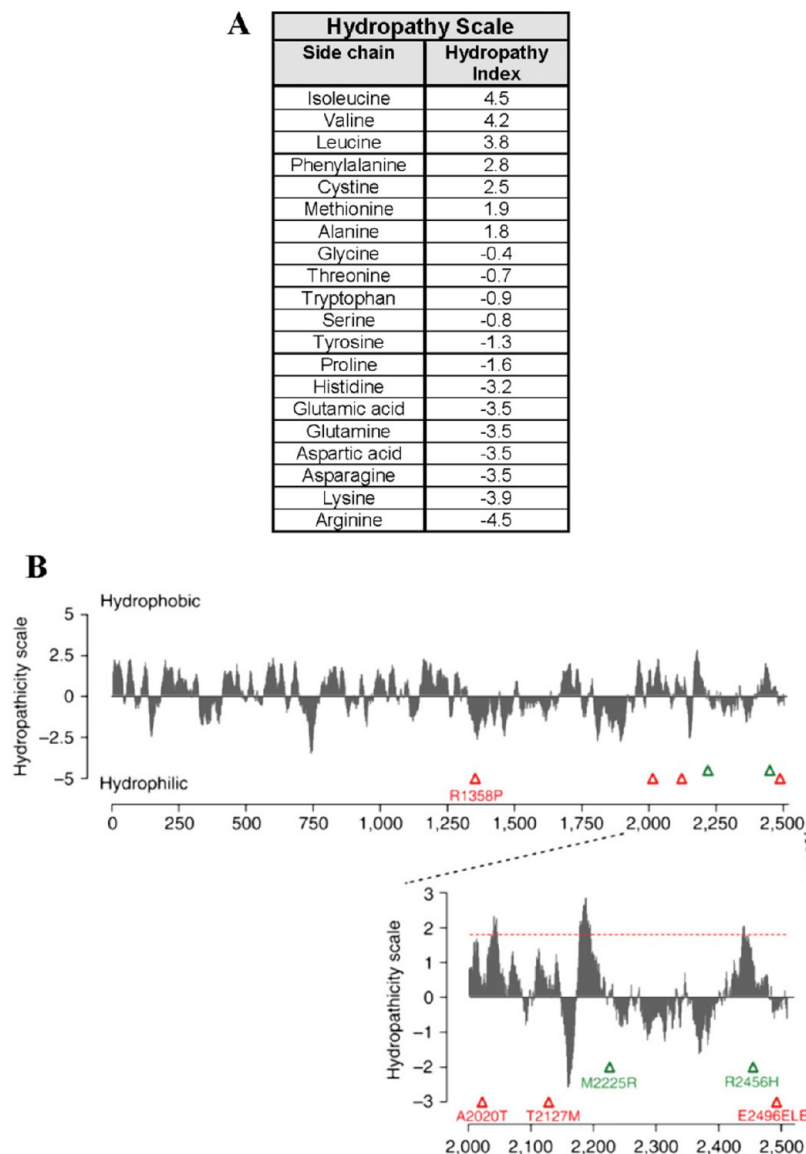 A
Hydropathy Scale
Side chain Hydropathy Index
Isoleucine 4.5
Valine 4.2
Leucine 3.8
Phenylalanine 2.8
Cystine 2.5
Methionine 1.9
Alanine 1.8
Glycine -0.4
Threonine -0.7
Tryptophan -0.9
Serine -0.8
Tyrosine -1.3
Proline -1.6
Histidine -3.2
Glutamic acid -3.5
Glutamine -3.5
Aspartic acid -3.5
Asparagine -3.5
Lysine -3.9
Arginine -4.5
B
Hydropathicity scale
Hydrophobic
5
2.5
0
−2.5
−5
Hydrophilic
R1358P
0 250 500 750 1,000 1,250 1,500 1,750 2,000 2,250 2,500
Hydropathicity scale
3
2
1
0
−1
−2
−3
M2225R R2456H
A2020T T2127M E2496ELE
2,000 2,100 2,200 2,300 2,400 2,500